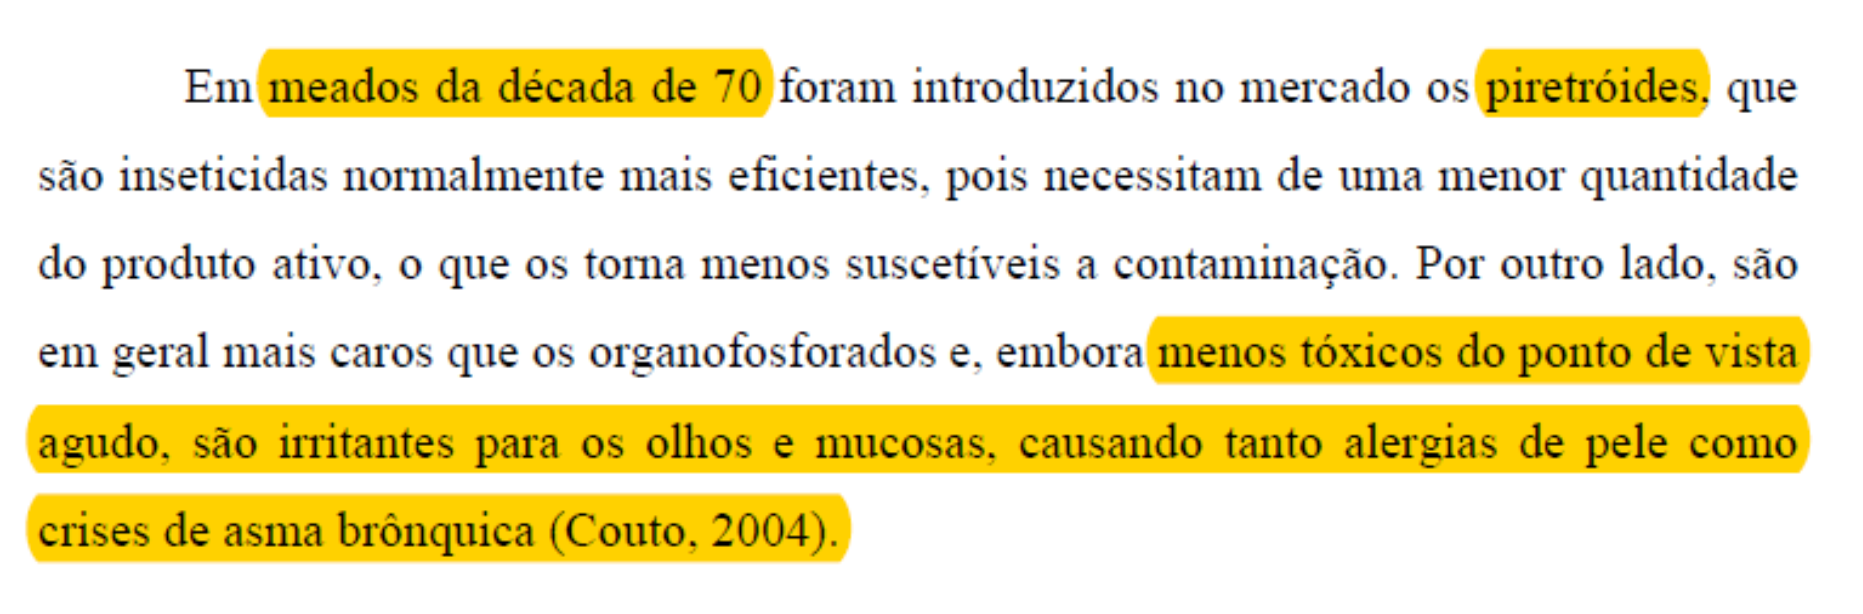 Em meados da década de 70 foram introduzidos no mercado os piretróides, que
são inseticidas normalmente mais eficientes, pois necessitam de uma menor quantidade
do produto ativo, o que os torna menos suscetíveis a contaminação. Por outro lado, são
em geral mais caros que os organofosforados e, embora menos tóxicos do ponto de vista
agudo, são irritantes para os olhos e mucosas, causando tanto alergias de pele como
crises de asma brônquica (Couto, 2004).